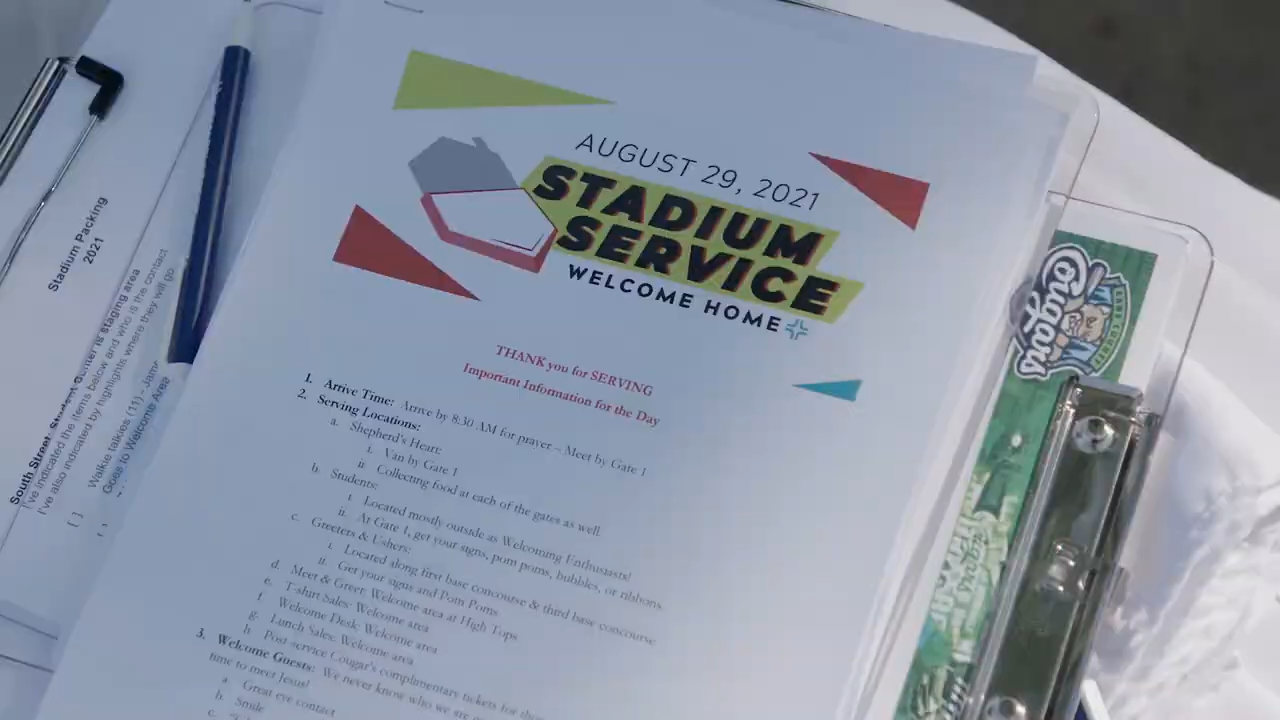 AUGUST 29, 2021
STADIUM
SERVICE
WELCOME HOME
THANK you for SERVING
Important Information for the Day
1. Arrive Time: Arrive by 8:30 AM for prayer – Meet by Gate 1
2. Serving Locations:
a. Shepherd's Heart:
i. Van by Gate 1
ii. Collecting food at each of the gates as well
b. Students:
i. Located mostly outside as Welcoming Enthusiasts!
ii. At Gate 1, get your signs, pom poms, bubbles, or ribbons
c. Greeters & Ushers:
i. Located along first base concourse & third base concourse
ii. Get your signs and Pom Poms
d. Meet & Greet: Welcome area at High Tops
e. T-shirt Sales: Welcome area
f. Welcome Desk: Welcome area
g. Lunch Sales: Welcome area
h. Post service Cougar's complimentary tickets for
3. Welcome Guests: We never know who we are
time to meet Jesus!
a. Great eye contact
b. Smile
c.
Stadium Packing
2021
South Street: Student Center is staging area
I've indicated the items below and who is the contact
I've also indicated by highlights where they will go
[ ] Walkie talkies (11) -
Goes to Welcome Area
Cougars
KANE COUNTY